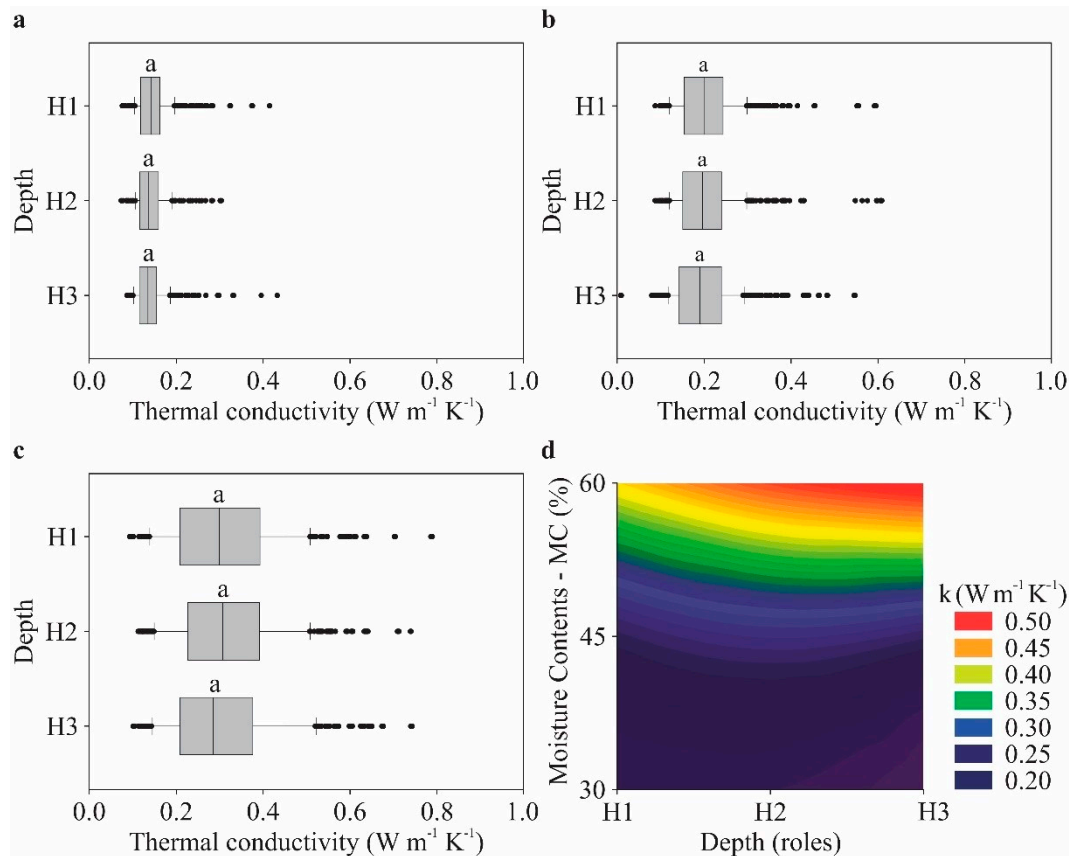 a
a
H1
a
H2
a
H3
Depth
0.0 0.2 0.4 0.6 0.8 1.0
Thermal conductivity (W m⁻¹ K⁻¹)
b
a
H1
a
H2
a
H3
Depth
0.0 0.2 0.4 0.6 0.8 1.0
Thermal conductivity (W m⁻¹ K⁻¹)
c
a
H1
a
H2
a
H3
Depth
0.0 0.2 0.4 0.6 0.8 1.0
Thermal conductivity (W m⁻¹ K⁻¹)
d
60
45
30
Moisture Contents - MC (%)
H1 H2 H3
Depth (roles)
k (W m⁻¹ K⁻¹)
0.50
0.45
0.40
0.35
0.30
0.25
0.20